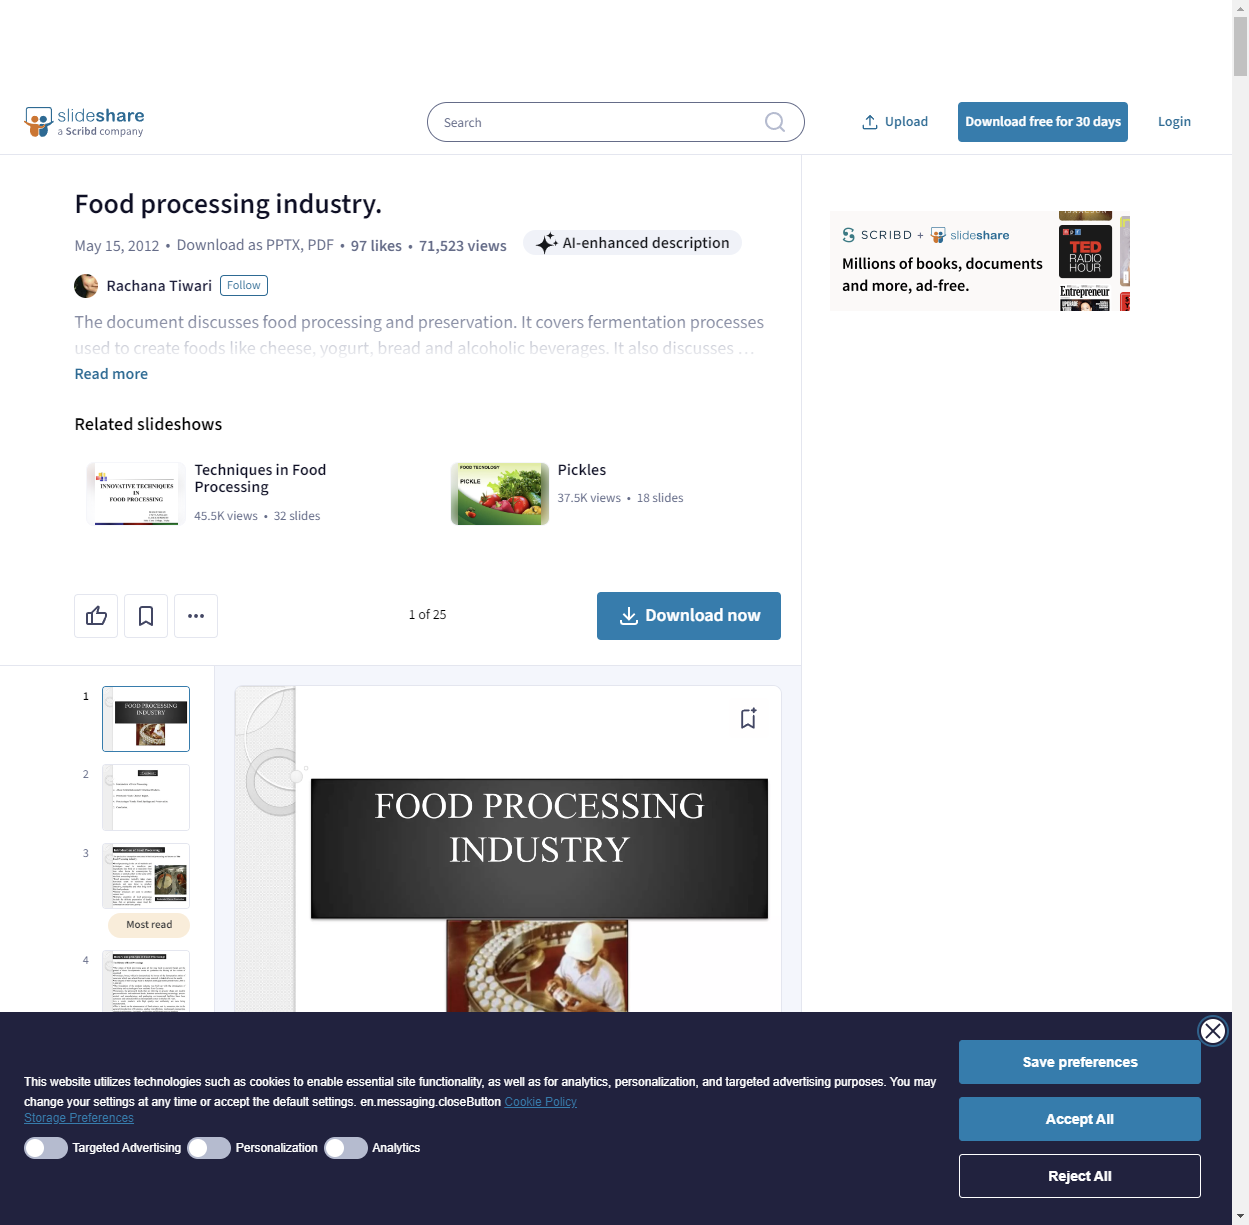 slideshare
a Scribd company
Search
Upload
Download free for 30 days
Login
Food processing industry.
May 15, 2012 • Download as PPTX, PDF • 97 likes • 71,523 views
AI-enhanced description
Rachana Tiwari
Follow
The document discusses food processing and preservation. It covers fermentation processes
used to create foods like cheese, yogurt, bread and alcoholic beverages. It also discusses …
Read more
SCRIBD + slideshare
Millions of books, documents
and more, ad-free.
TED
RADIO
HOUR
Entrepreneur
Related slideshows
INNOVATIVE TECHNIQUES
IN
FOOD PROCESSING
Techniques in Food
Processing
45.5K views • 32 slides
FOOD TECNOLOGY
PICKLE
Pickles
37.5K views • 18 slides
1 of 25
Download now
1
FOOD PROCESSING
INDUSTRY
2
3
Most read
4
FOOD PROCESSING
INDUSTRY
This website utilizes technologies such as cookies to enable essential site functionality, as well as for analytics, personalization, and targeted advertising purposes. You may
change your settings at any time or accept the default settings. en.messaging.closeButton Cookie Policy
Storage Preferences
Targeted Advertising
Personalization
Analytics
Save preferences
Accept All
Reject All